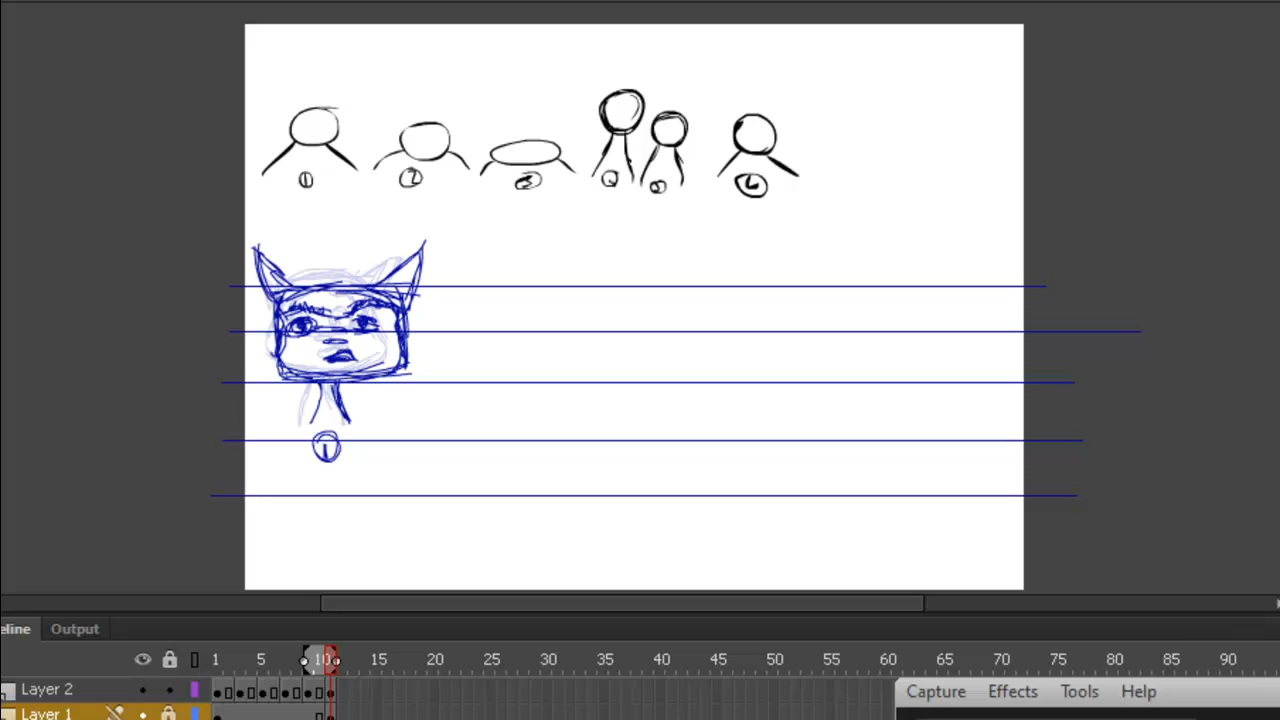 1 2 3 5 6
1
eline Output
1 5 10 15 20 25 30 35 40 45 50 55 60 65 70 75 80 85 90
Layer 2
Capture Effects Tools Help
Layer 1